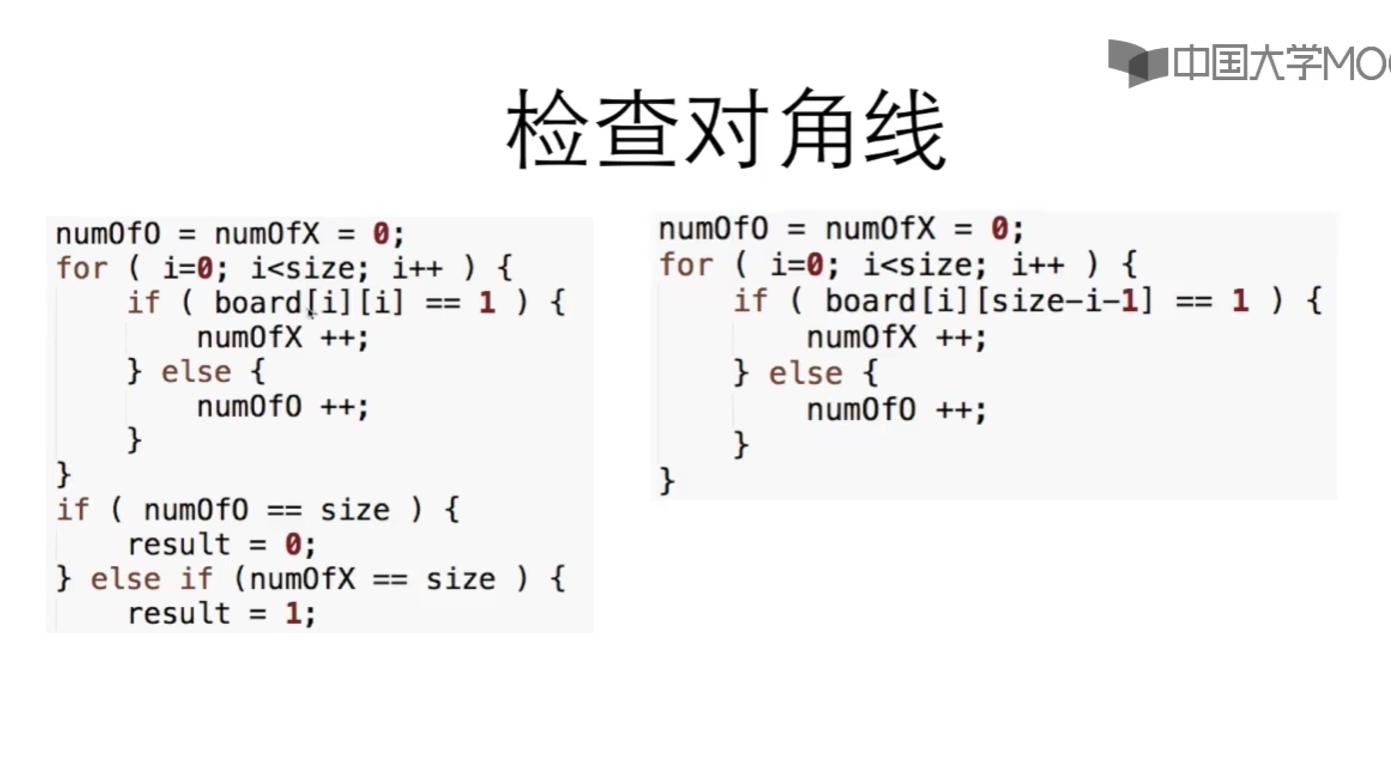 中国大学MO
检查对角线
numOfO = numOfX = 0;
for ( i=0; i<size; i++ ) {
    if ( board[i][i] == 1 ) {
        numOfX ++;
    } else {
        numOfO ++;
    }
}
if ( numOfO == size ) {
    result = 0;
} else if (numOfX == size ) {
    result = 1;
numOfO = numOfX = 0;
for ( i=0; i<size; i++ ) {
    if ( board[i][size-i-1] == 1 ) {
        numOfX ++;
    } else {
        numOfO ++;
    }
}